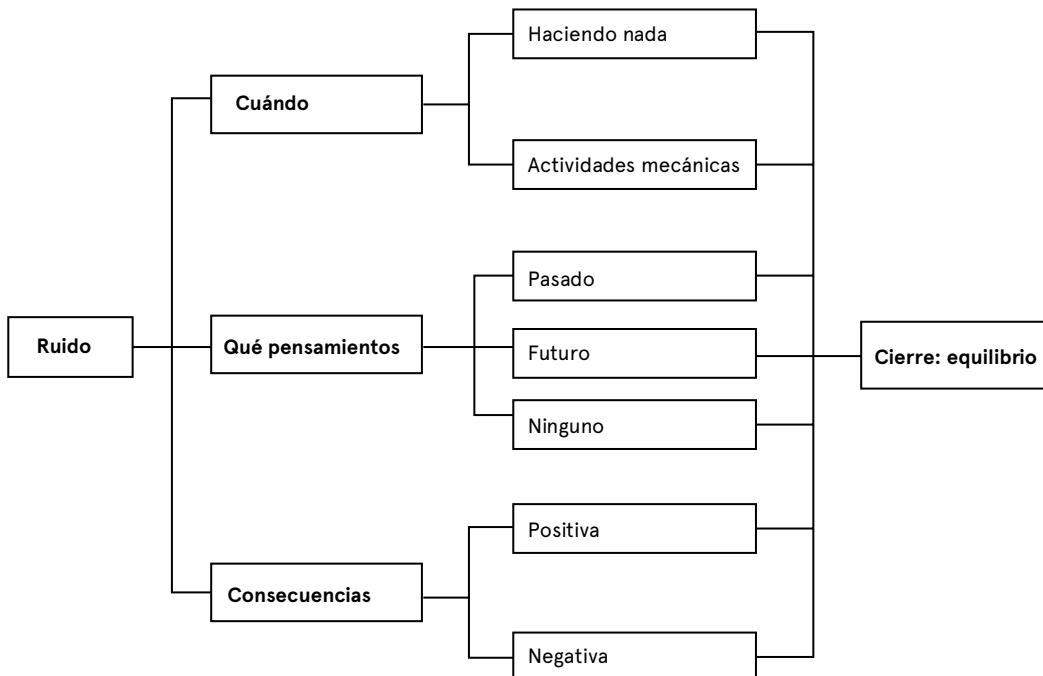 Haciendo nada
Cuándo
Actividades mecánicas
Pasado
Ruido
Qué pensamientos
Futuro
Cierre: equilibrio
Ninguno
Positiva
Consecuencias
Negativa